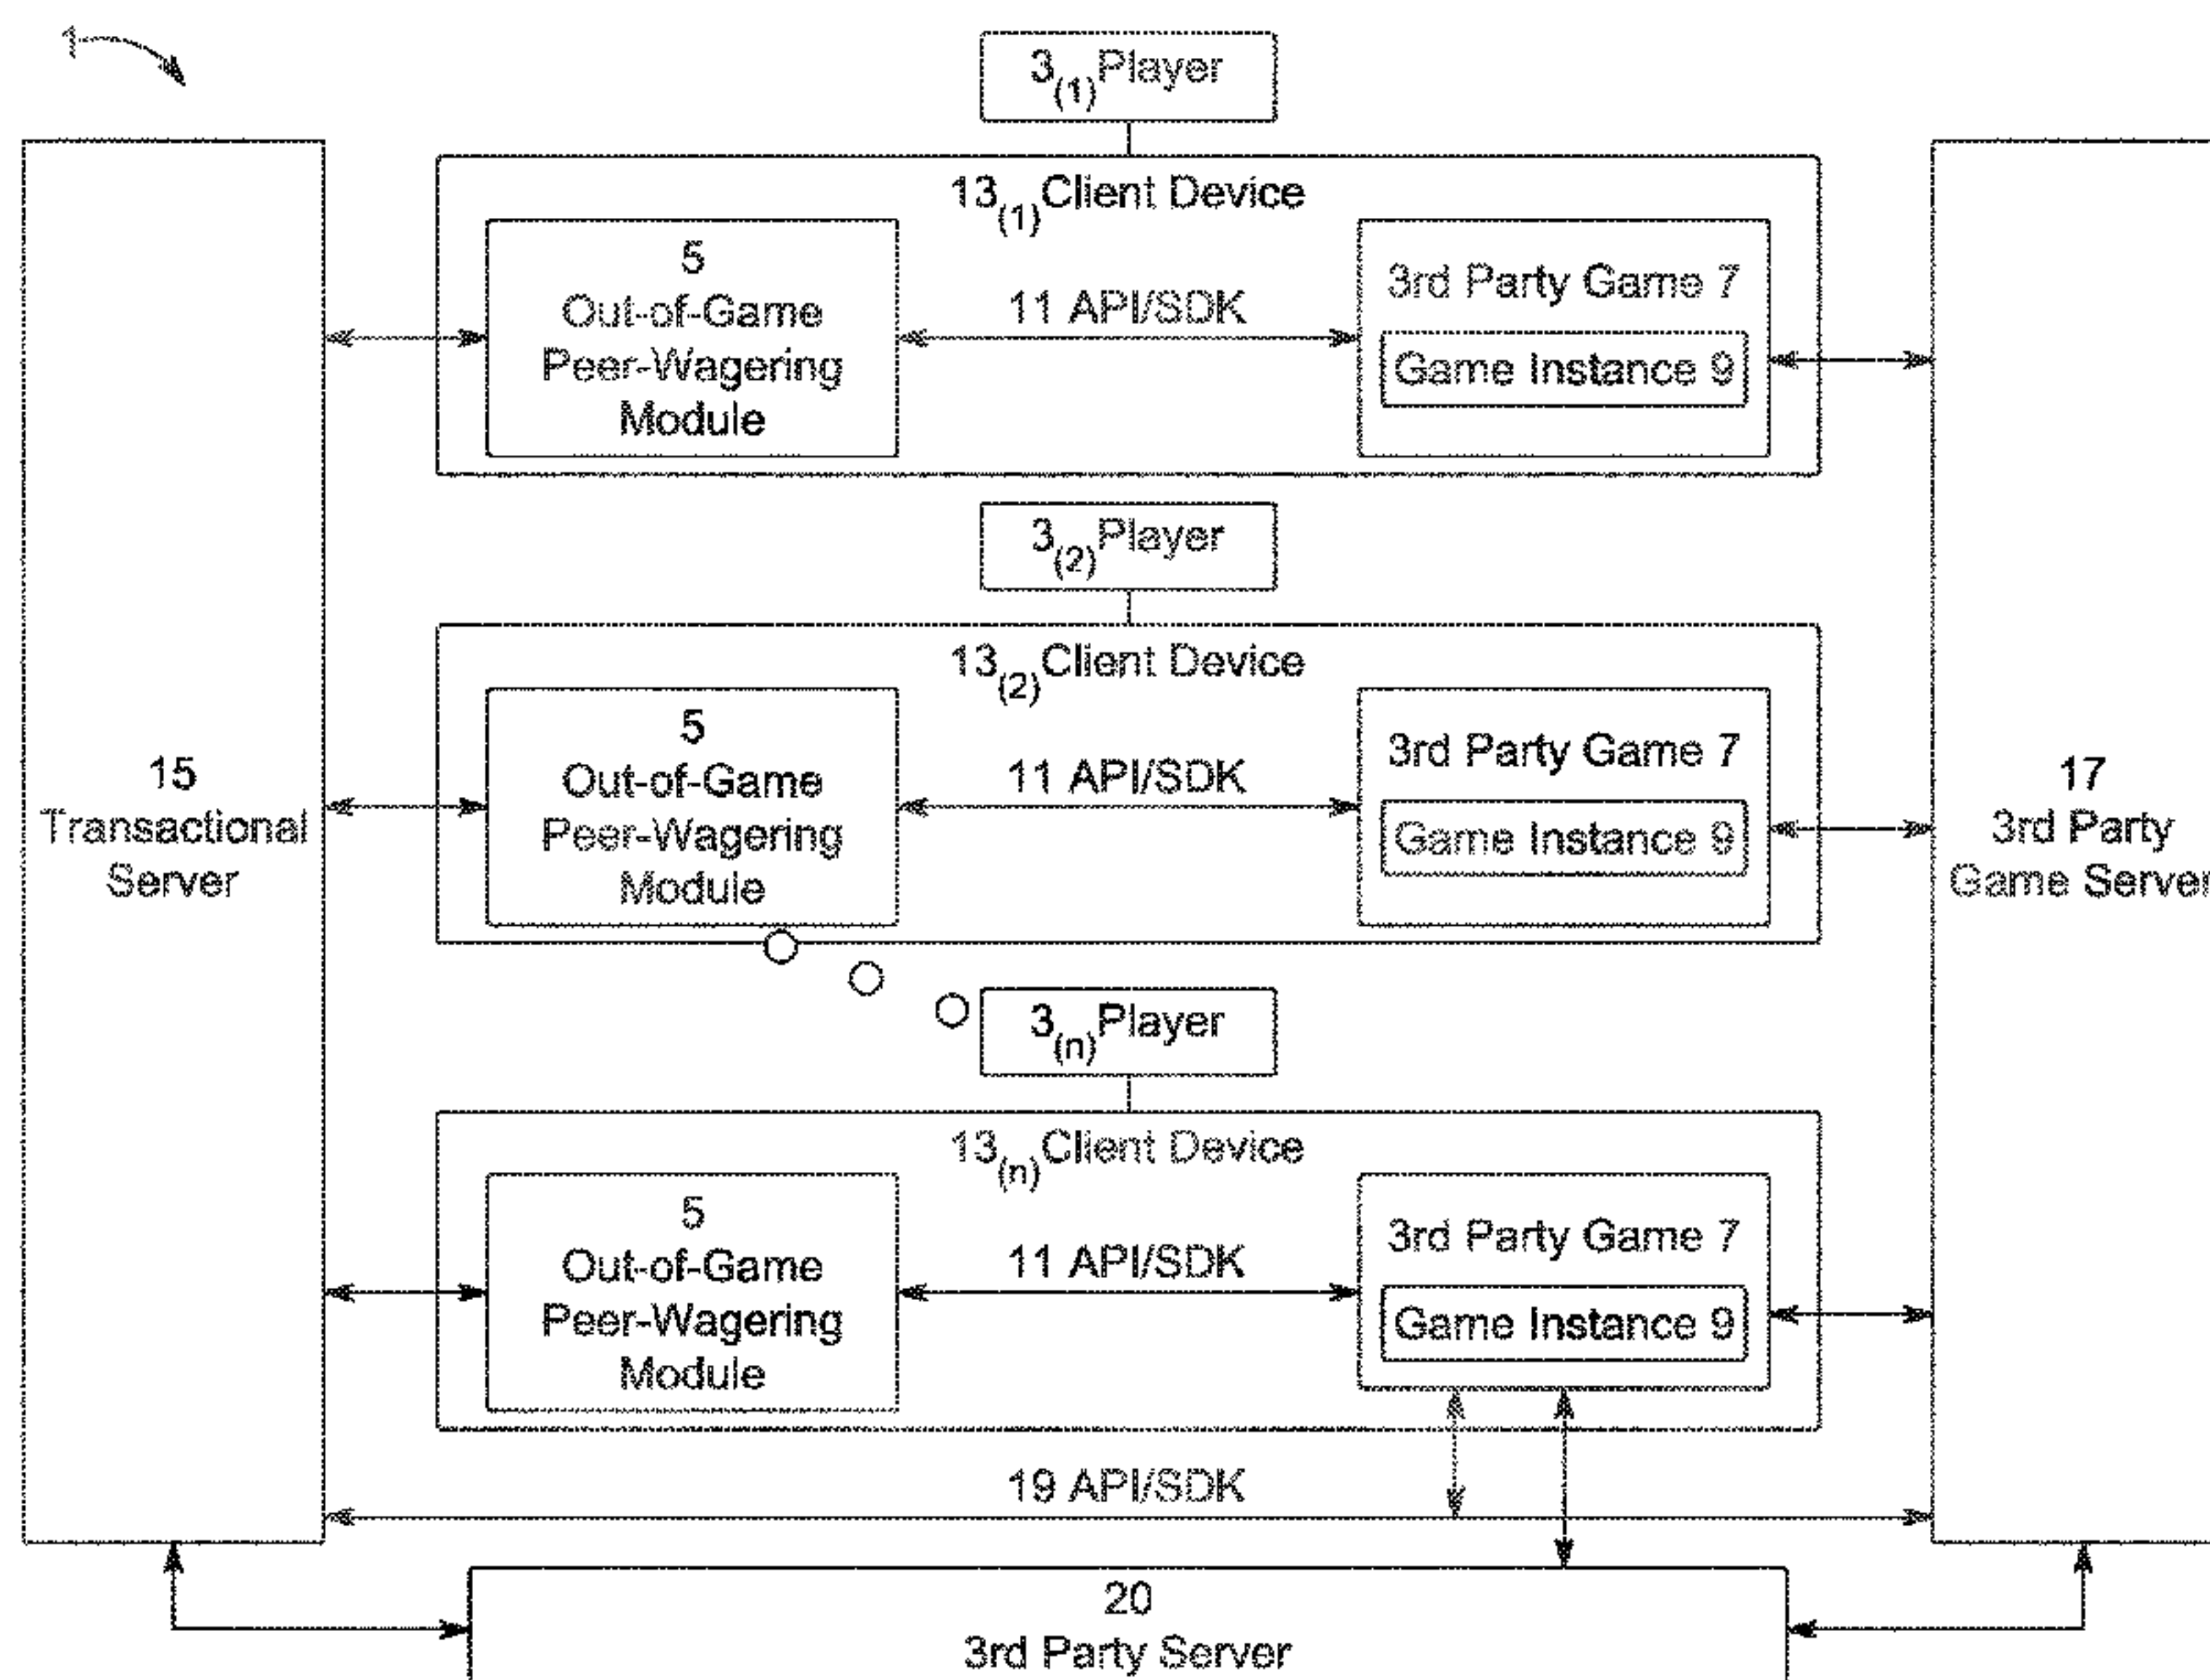 1
3(1) Player
13(1) Client Device
5
Out-of-Game
Peer-Wagering
Module
11 API/SDK
3rd Party Game 7
Game Instance 9
3(2) Player
13(2) Client Device
5
Out-of-Game
Peer-Wagering
Module
11 API/SDK
3rd Party Game 7
Game Instance 9
15
Transactional
Server
17
3rd Party
Game Server
3(n) Player
13(n) Client Device
5
Out-of-Game
Peer-Wagering
Module
11 API/SDK
3rd Party Game 7
Game Instance 9
19 API/SDK
20
3rd Party Server